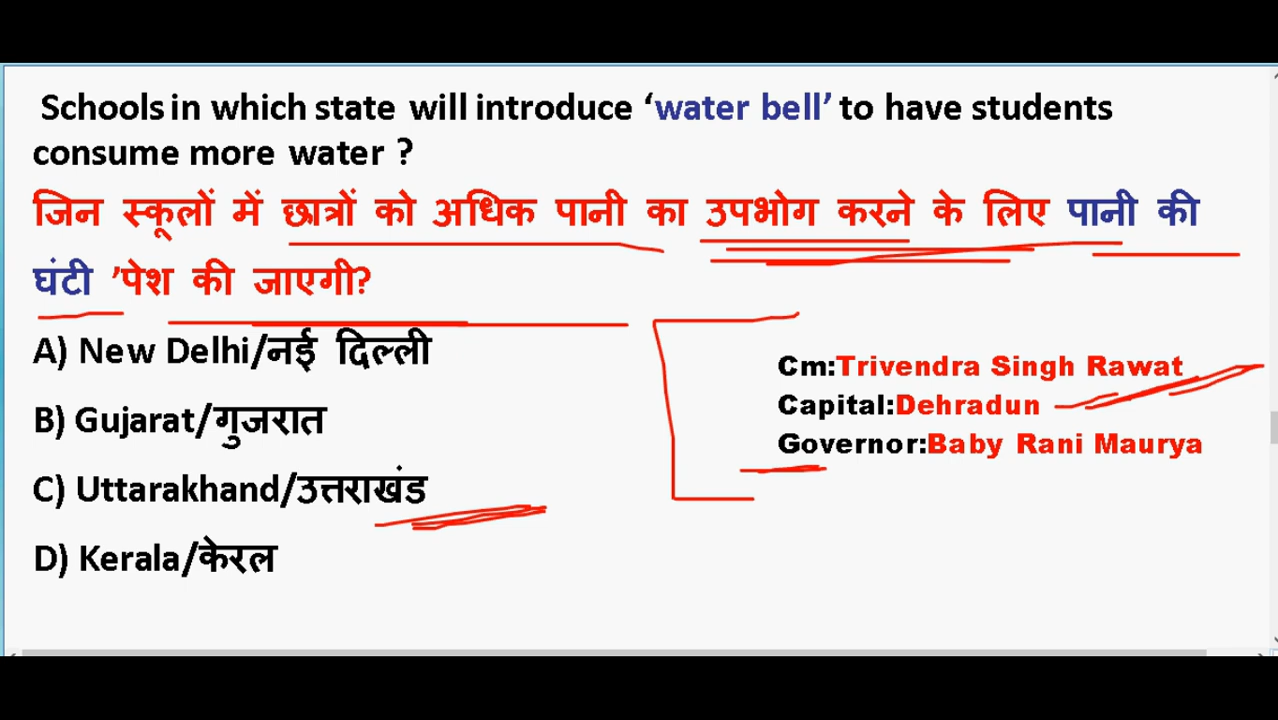 Schools in which state will introduce ‘water bell’ to have students
consume more water ?
जिन स्कूलों में छात्रों को अधिक पानी का उपभोग करने के लिए पानी की
घंटी ’पेश की जाएगी?
A) New Delhi/नई दिल्ली
B) Gujarat/गुजरात
C) Uttarakhand/उत्तराखंड
D) Kerala/केरल
Cm:Trivendra Singh Rawat
Capital:Dehradun
Governor:Baby Rani Maurya